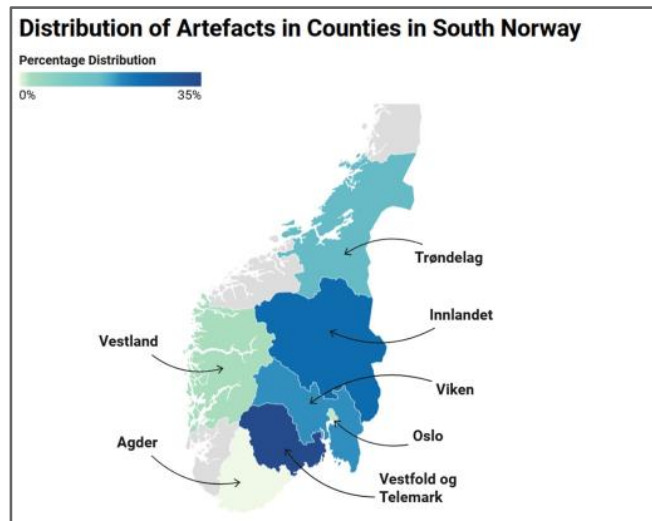 Distribution of Artefacts in Counties in South Norway
Percentage Distribution
0% 35%
Trøndelag
Innlandet
Vestland
Viken
Agder
Oslo
Vestfold og
Telemark